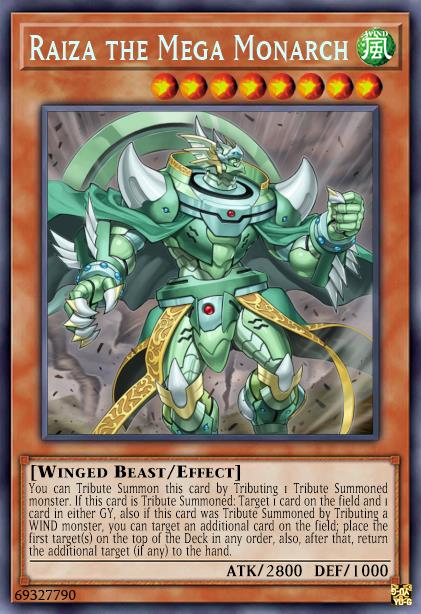 RAIZA THE MEGA MONARCH
WIND
風
[WINGED BEAST/EFFECT]
You can Tribute Summon this card by Tributing 1 Tribute Summoned
monster. If this card is Tribute Summoned: Target 1 card on the field and 1
card in either GY, also if this card was Tribute Summoned by Tributing a
WIND monster, you can target an additional card on the field; place the
first target(s) on the top of the Deck in any order, also, after that, return
the additional target (if any) to the hand.
ATK/2800 DEF/1000
69327790